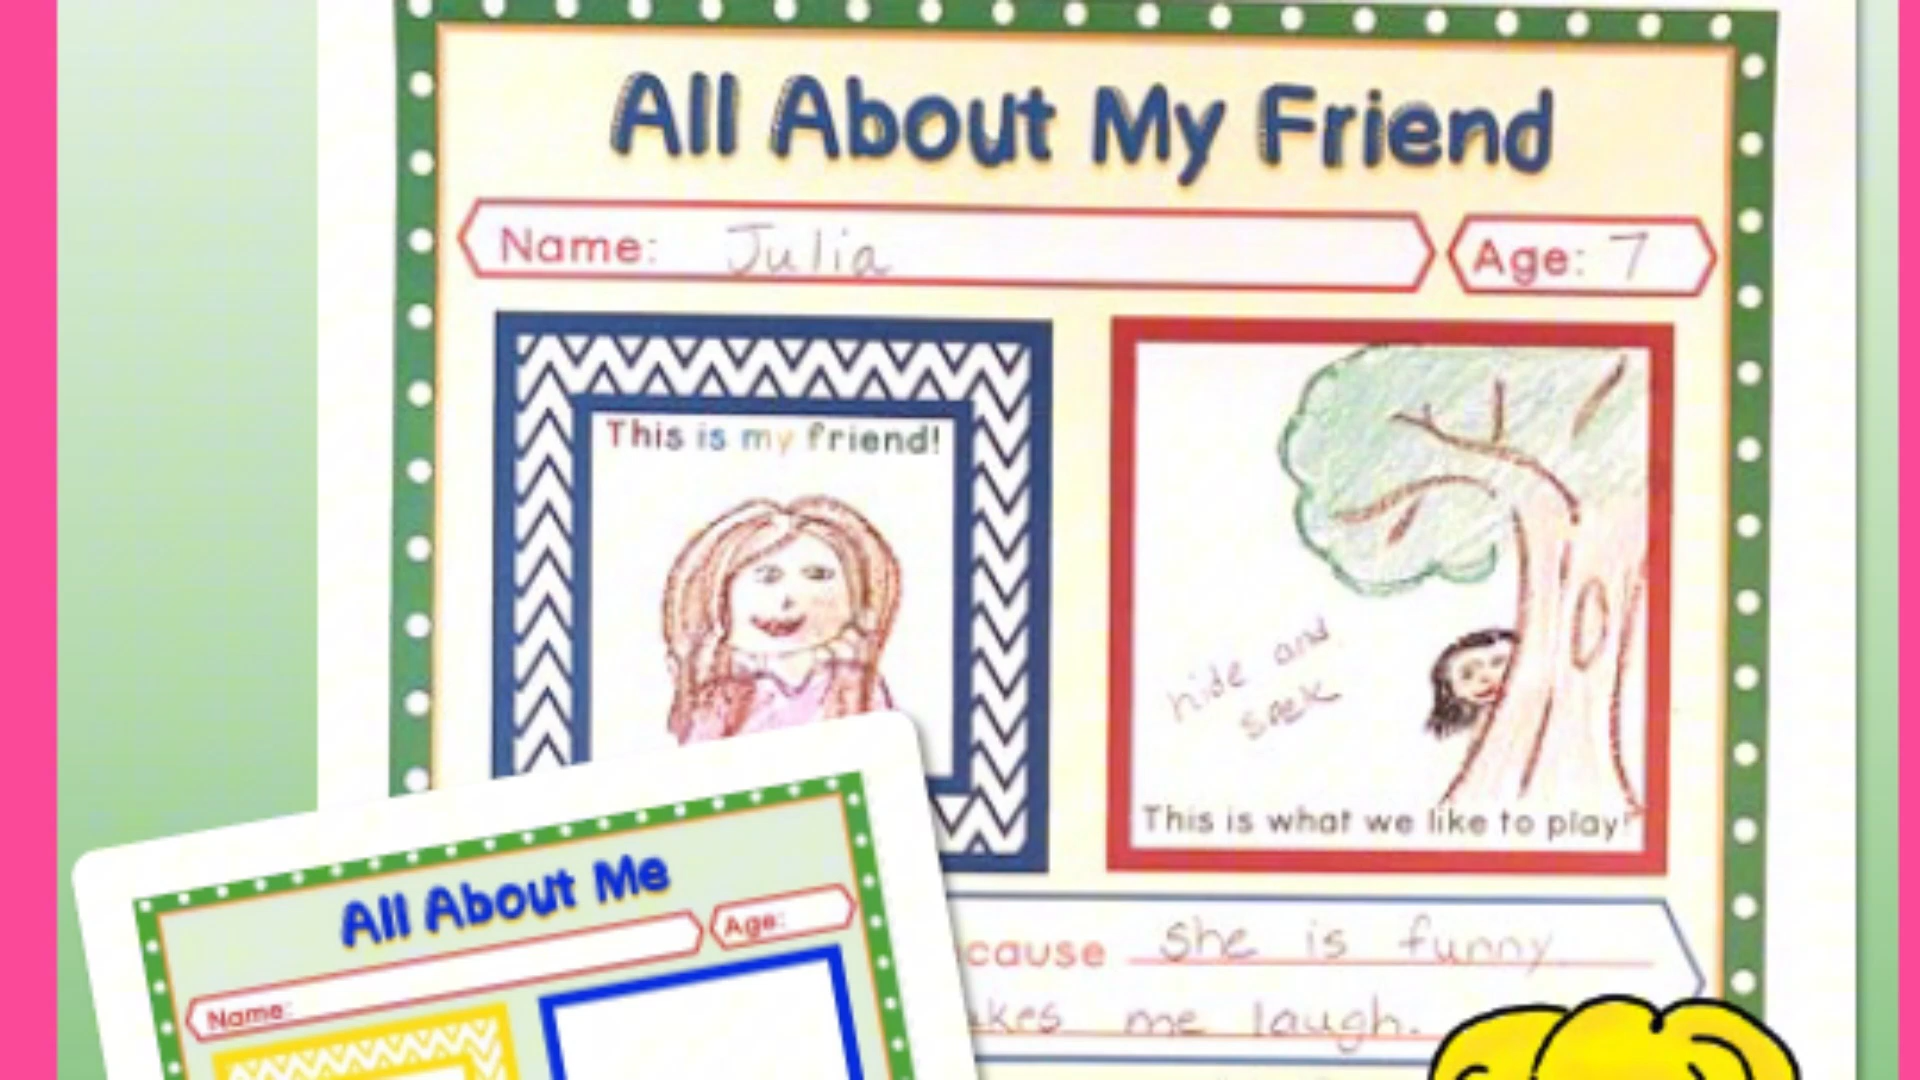 All About My Friend
Name: Julia
Age: 7
This is my friend!
hide and
seek
This is what we like to play!
cause she is funny
akes me laugh.
All About Me
Name:
Age: